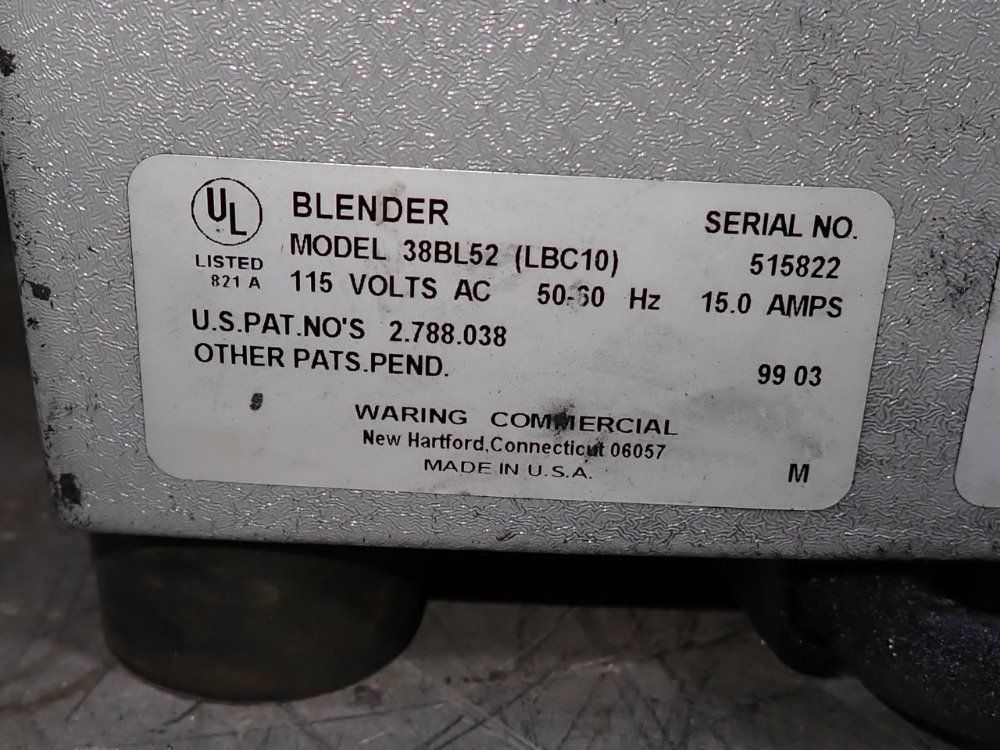 UL BLENDER SERIAL NO.
LISTED MODEL 38BL52 (LBC10) 515822
821 A 115 VOLTS AC 50-60 Hz 15.0 AMPS
U.S.PAT.NO'S 2.788.038
OTHER PATS.PEND. 99 03
9
WARING COMMERCIAL
New Hartford,Connecticut 06057
MADE IN U.S.A. M